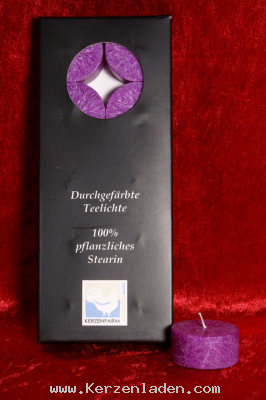 Durchgefärbte
Teelichte
100%
pflanzliches
Stearin
KERZENFARM
www.Kerzenladen.com